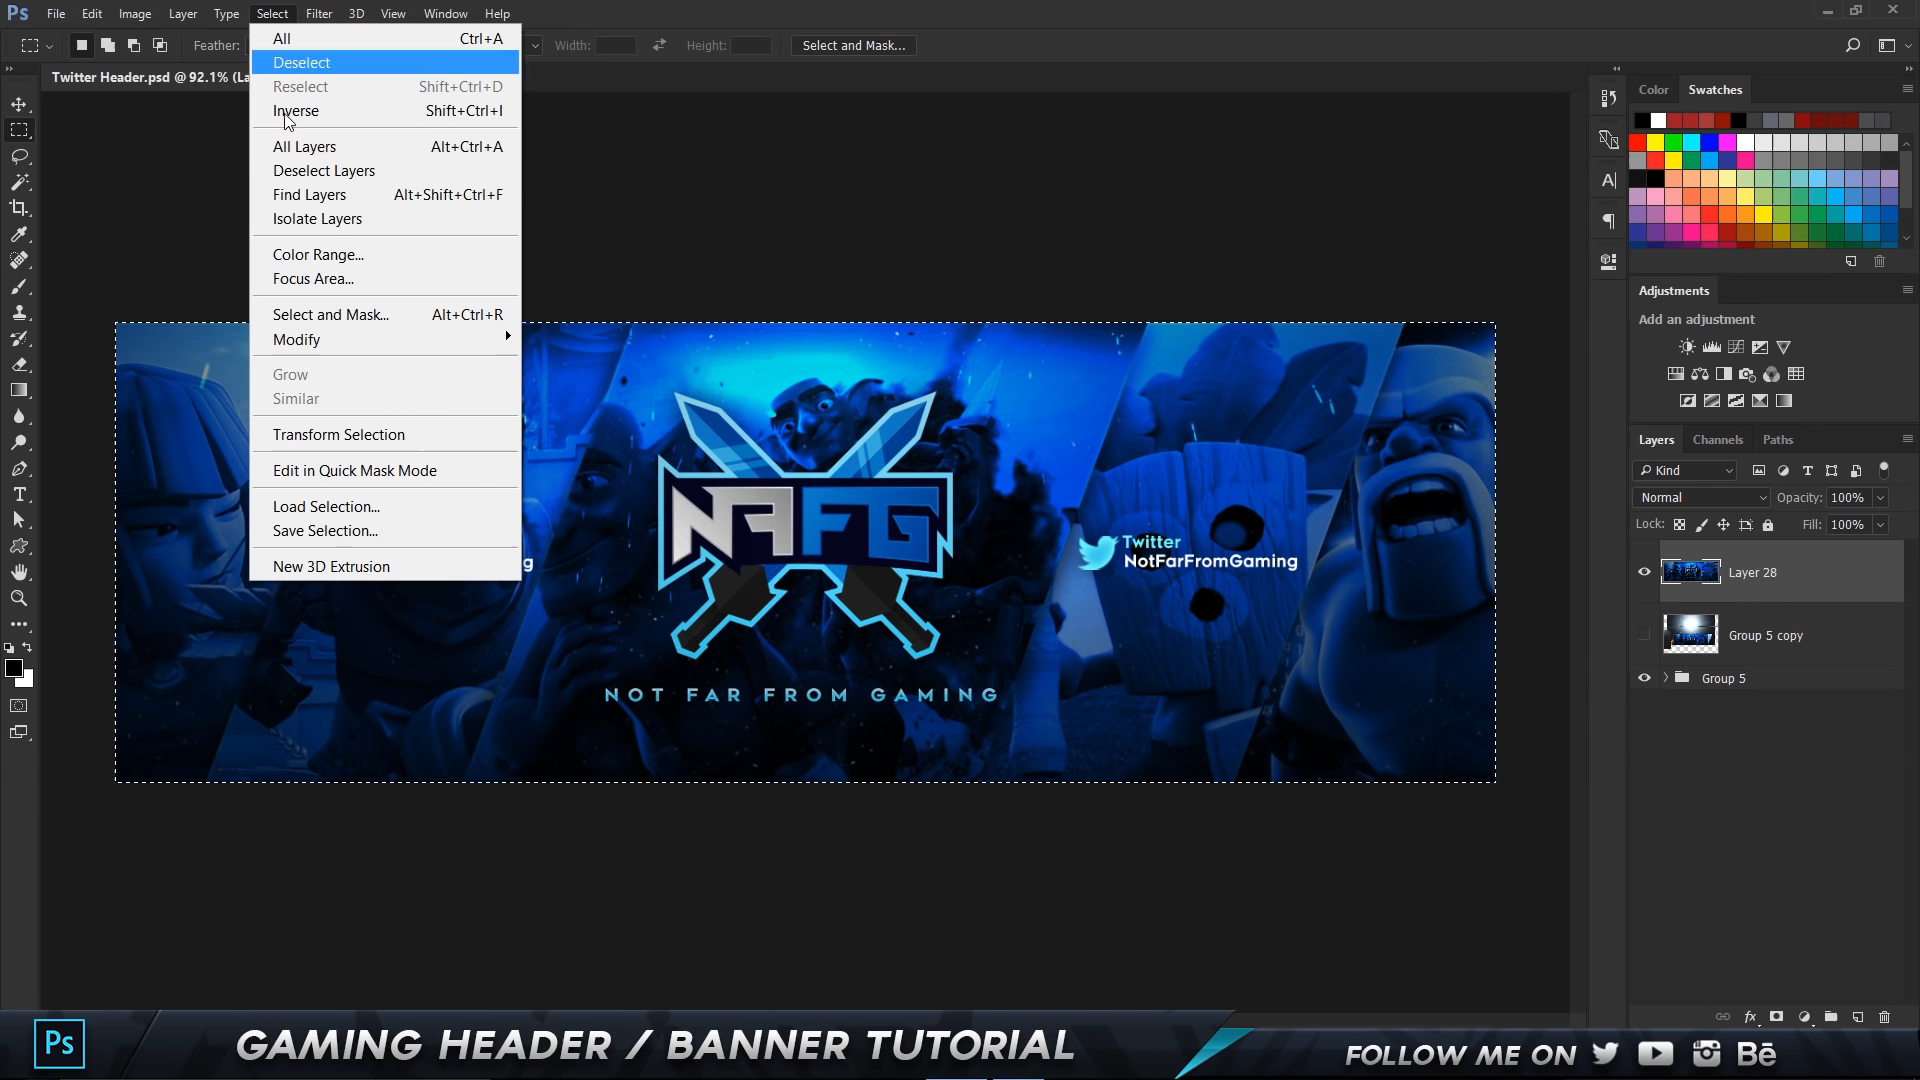 Ps File Edit Image Layer Type Select Filter 3D View Window Help
Feather: Width: Height: Select and Mask...
Twitter Header.psd @ 92.1% (La
All Ctrl+A
Deselect
Reselect Shift+Ctrl+D
Inverse Shift+Ctrl+I
All Layers Alt+Ctrl+A
Deselect Layers
Find Layers Alt+Shift+Ctrl+F
Isolate Layers
Color Range...
Focus Area...
Select and Mask... Alt+Ctrl+R
Modify
Grow
Similar
Transform Selection
Edit in Quick Mask Mode
Load Selection...
Save Selection...
New 3D Extrusion
NFFG
Twitter
NotFarFromGaming
g
NOT FAR FROM GAMING
Color Swatches
Adjustments
Add an adjustment
Layers Channels Paths
Kind
Normal Opacity: 100%
Lock: Fill: 100%
Layer 28
Group 5 copy
Group 5
fx
Ps GAMING HEADER / BANNER TUTORIAL
FOLLOW ME ON Bē